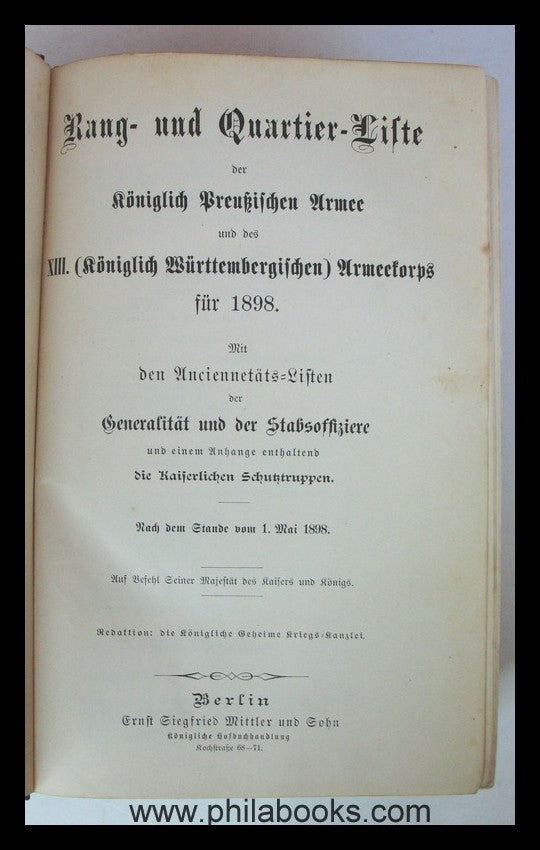 Rang- und Quartier-Liste
der
Königlich Preußischen Armee
und des
XIII. (Königlich Württembergischen) Armeekorps
für 1898.
Mit
den Anciennetäts-Listen
der
Generalität und der Stabsoffiziere
und einem Anhange enthaltend
die Kaiserlichen Schutztruppen.
Nach dem Stande vom 1. Mai 1898.
Auf Befehl Seiner Majestät des Kaisers und Königs.
Redaktion: die Königliche Geheime Kriegs-Kanzlei.
Berlin
Ernst Siegfried Mittler und Sohn
Königliche Hofbuchhandlung
Kochstraße 68—71.
www.philabooks.com